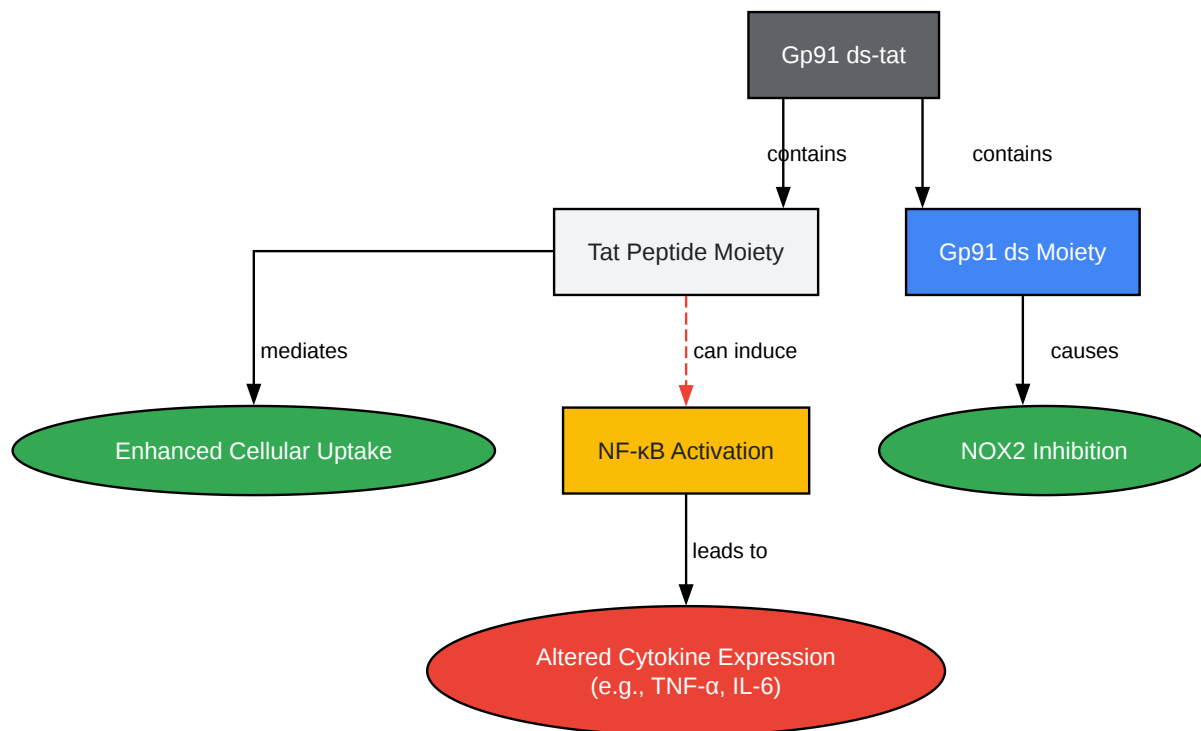 Gp91 ds-tat
contains
contains
Tat Peptide Moiety
Gp91 ds Moiety
mediates
can induce
causes
Enhanced Cellular Uptake
NF-κB Activation
NOX2 Inhibition
leads to
Altered Cytokine Expression
(e.g., TNF-α, IL-6)